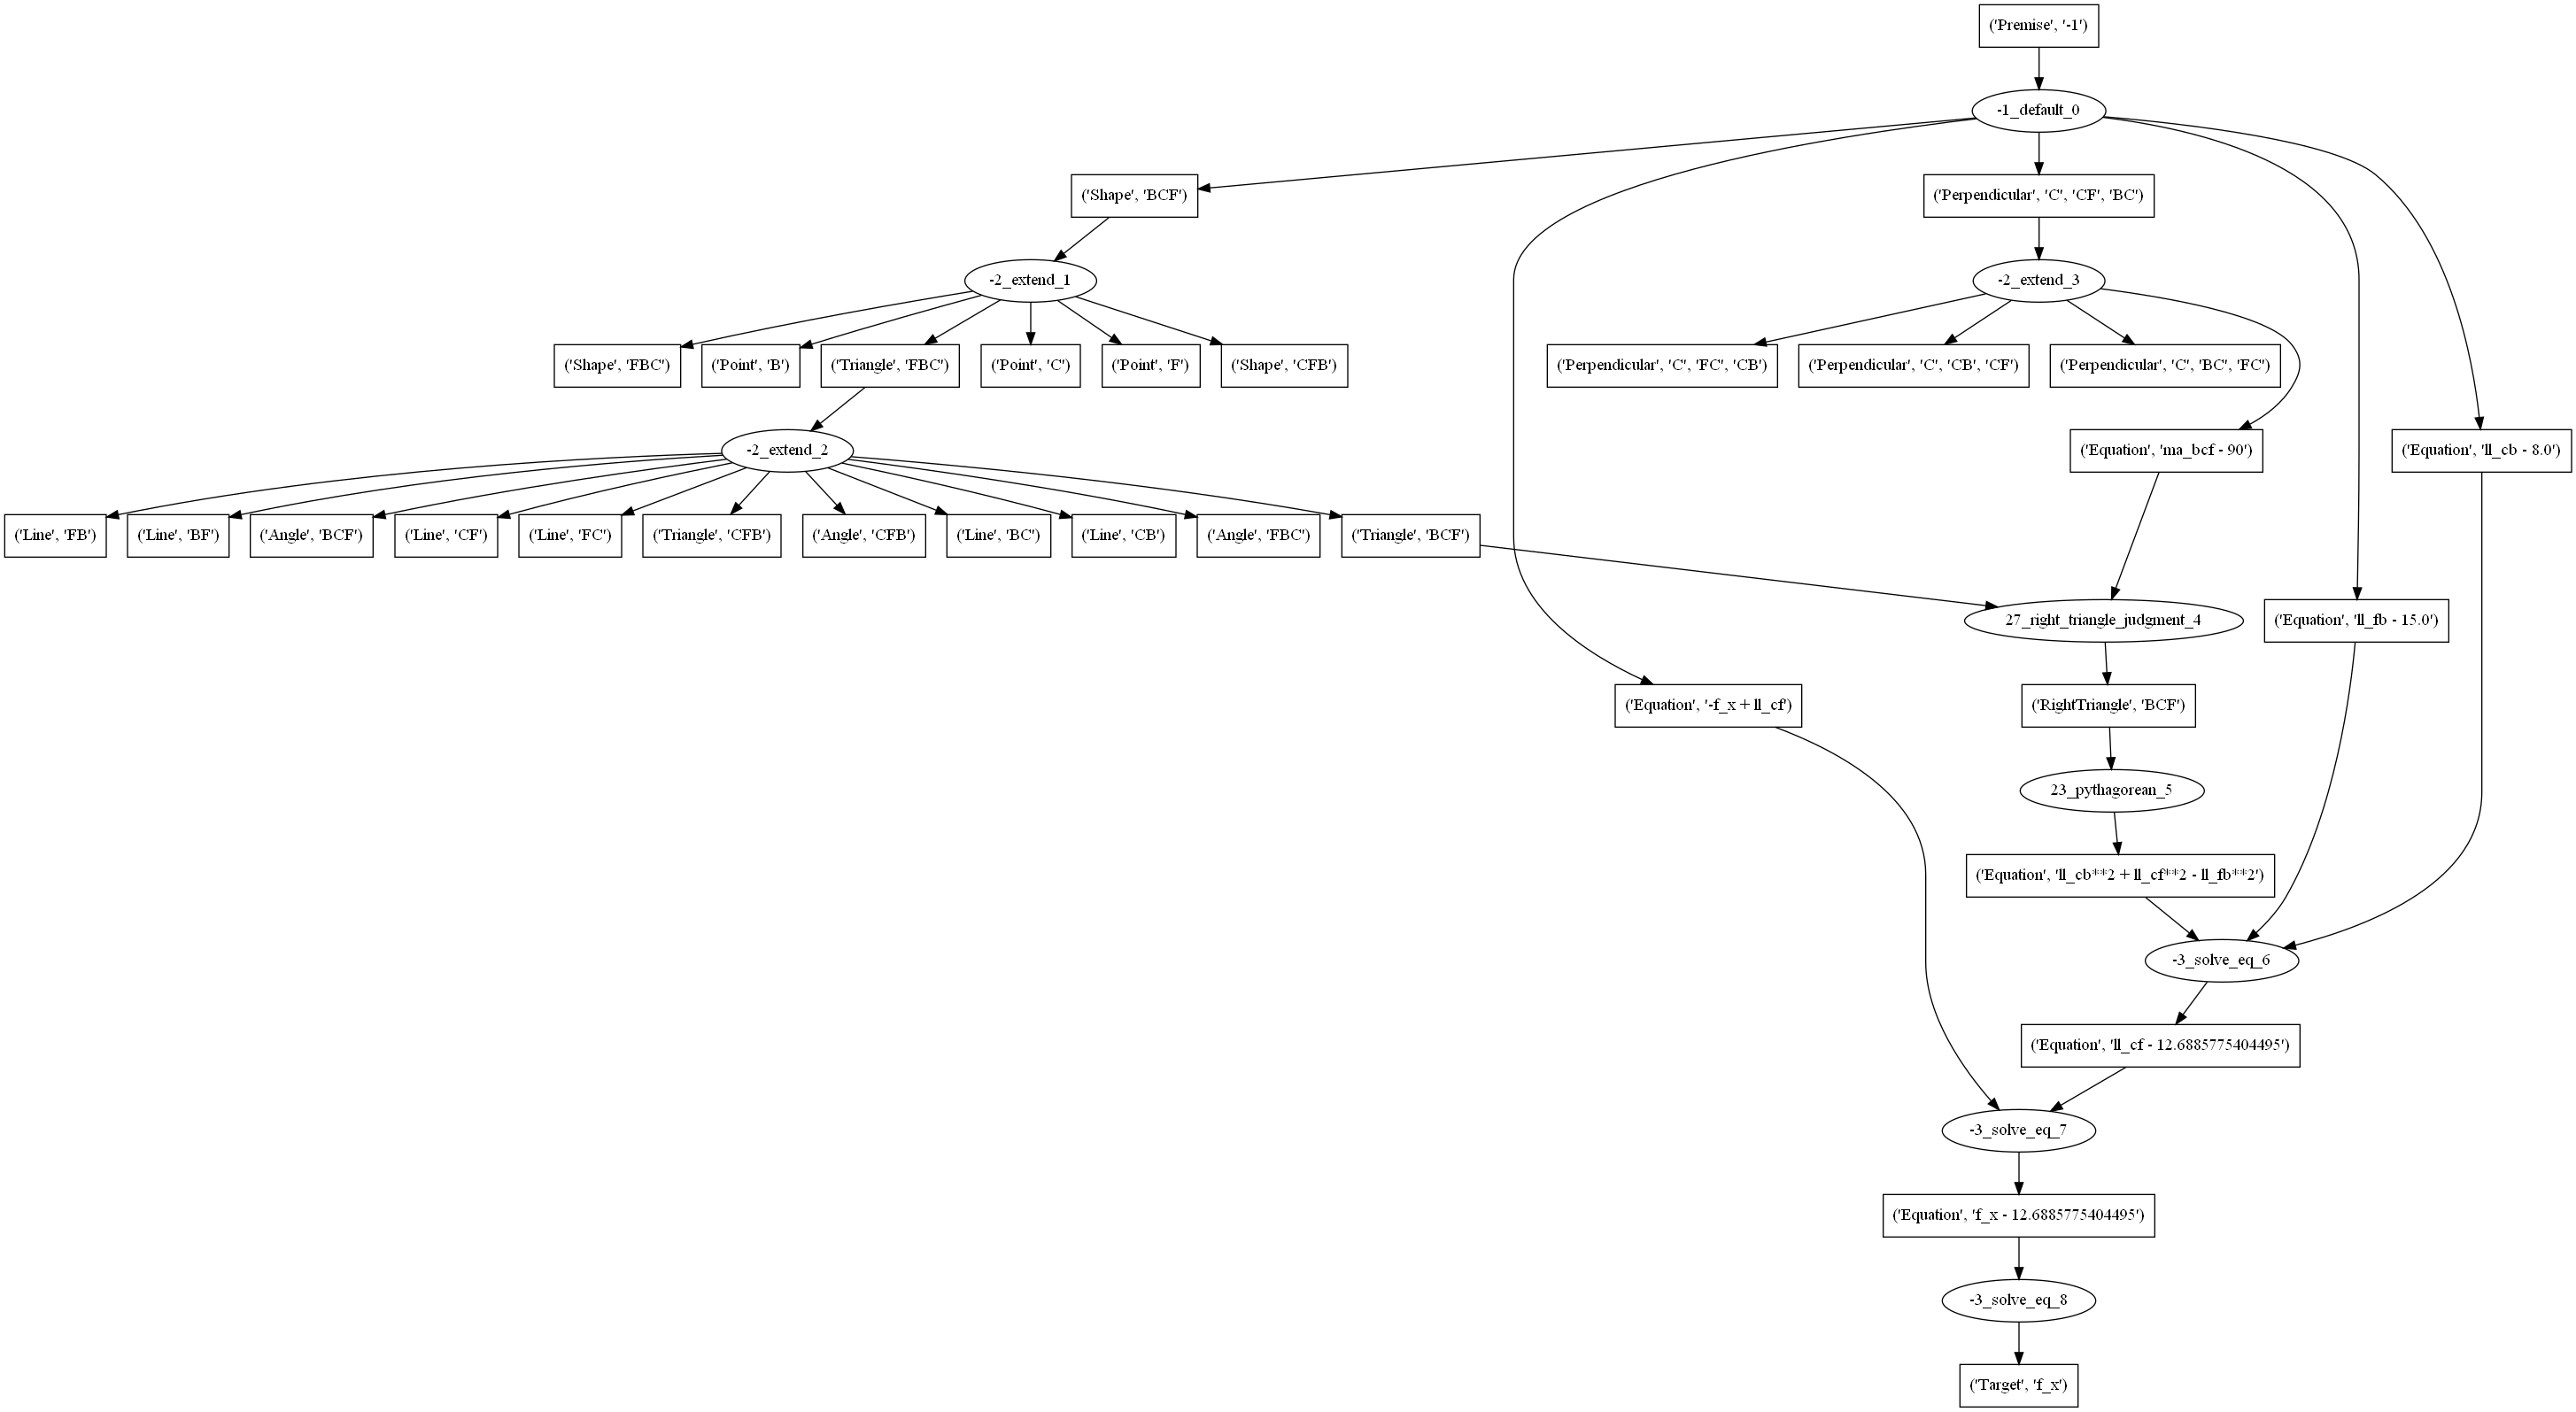 ('Premise', '-1')
-1_default_0
('Shape', 'BCF')
('Perpendicular', 'C', 'CF', 'BC')
-2_extend_1
-2_extend_3
('Shape', 'FBC')
('Point', 'B')
('Triangle', 'FBC')
('Point', 'C')
('Point', 'F')
('Shape', 'CFB')
('Perpendicular', 'C', 'FC', 'CB')
('Perpendicular', 'C', 'CB', 'CF')
('Perpendicular', 'C', 'BC', 'FC')
-2_extend_2
('Equation', 'ma_bcf - 90')
('Equation', 'll_cb - 8.0')
('Line', 'FB')
('Line', 'BF')
('Angle', 'BCF')
('Line', 'CF')
('Line', 'FC')
('Triangle', 'CFB')
('Angle', 'CFB')
('Line', 'BC')
('Line', 'CB')
('Angle', 'FBC')
('Triangle', 'BCF')
27_right_triangle_judgment_4
('Equation', 'll_fb - 15.0')
('Equation', '-f_x + ll_cf')
('RightTriangle', 'BCF')
23_pythagorean_5
('Equation', 'll_cb**2 + ll_cf**2 - ll_fb**2')
-3_solve_eq_6
('Equation', 'll_cf - 12.6885775404495')
-3_solve_eq_7
('Equation', 'f_x - 12.6885775404495')
-3_solve_eq_8
('Target', 'f_x')